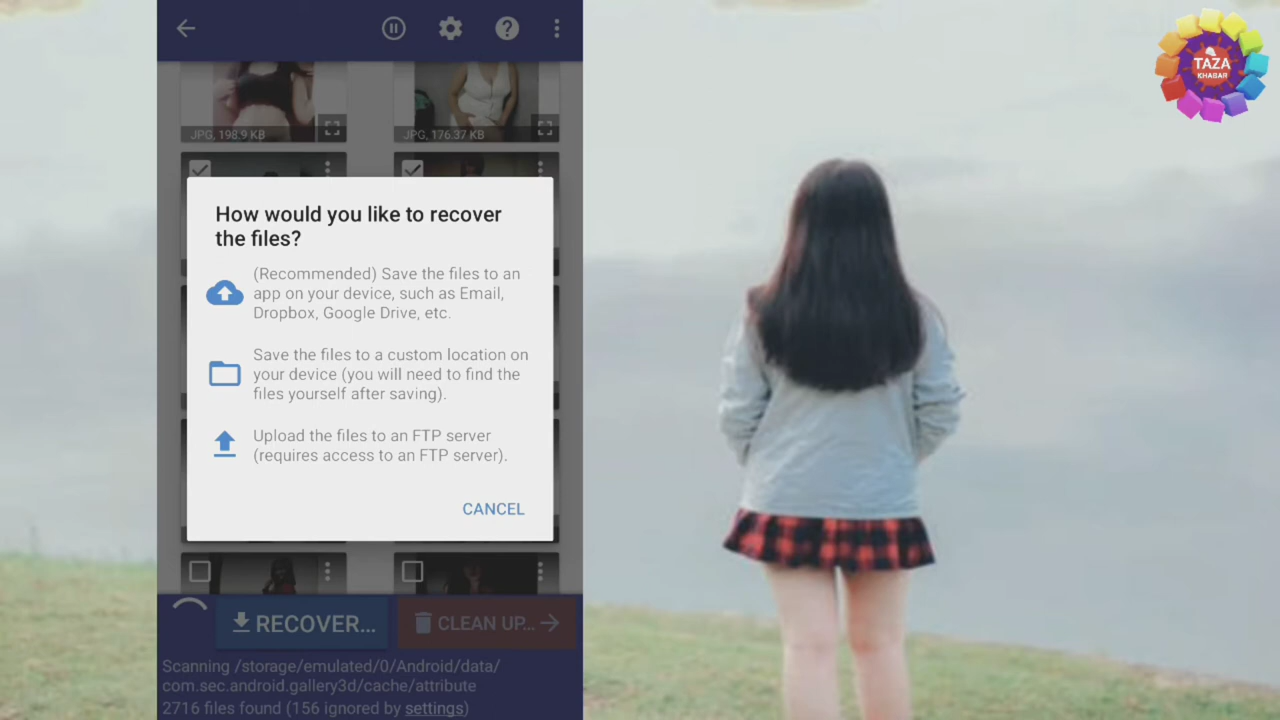 TAZA
KHABAR
JPG, 198.9 KB
JPG, 176.37 KB
How would you like to recover
the files?
(Recommended) Save the files to an
app on your device, such as Email,
Dropbox, Google Drive, etc.
Save the files to a custom location on
your device (you will need to find the
files yourself after saving).
Upload the files to an FTP server
(requires access to an FTP server).
CANCEL
RECOVER...
CLEAN UP...
Scanning /storage/emulated/0/Android/data/
com.sec.android.gallery3d/cache/attribute
2716 files found (156 ignored by settings)